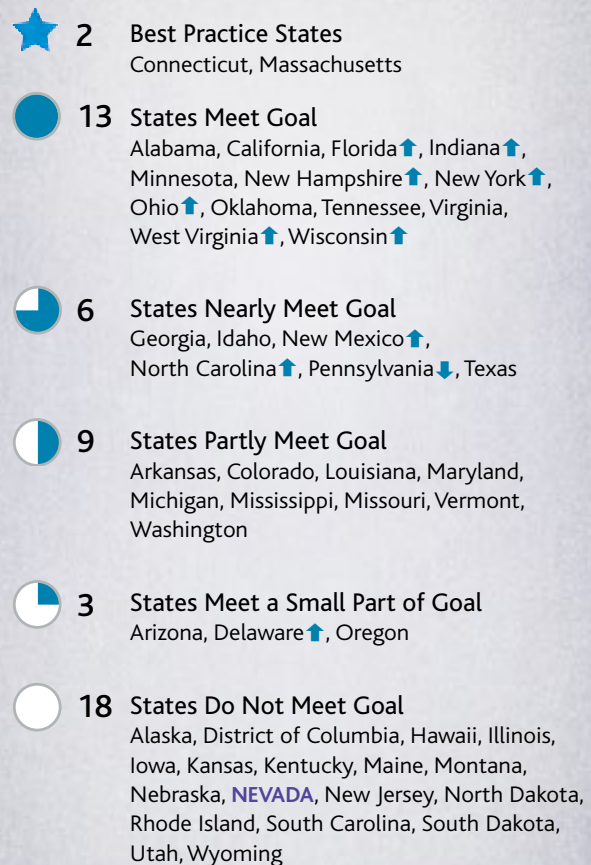 2 Best Practice States
Connecticut, Massachusetts
13 States Meet Goal
Alabama, California, Florida⬆, Indiana⬆,
Minnesota, New Hampshire⬆, New York⬆,
Ohio⬆, Oklahoma, Tennessee, Virginia,
West Virginia⬆, Wisconsin⬆
6 States Nearly Meet Goal
Georgia, Idaho, New Mexico⬆,
North Carolina⬆, Pennsylvania⬇, Texas
9 States Partly Meet Goal
Arkansas, Colorado, Louisiana, Maryland,
Michigan, Mississippi, Missouri, Vermont,
Washington
3 States Meet a Small Part of Goal
Arizona, Delaware⬆, Oregon
18 States Do Not Meet Goal
Alaska, District of Columbia, Hawaii, Illinois,
Iowa, Kansas, Kentucky, Maine, Montana,
Nebraska, NEVADA, New Jersey, North Dakota,
Rhode Island, South Carolina, South Dakota,
Utah, Wyoming